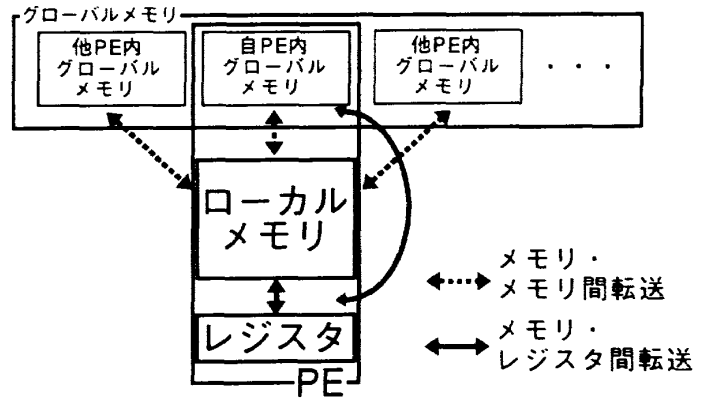 グローバルメモリ
他PE内
グローバル
メモリ
自PE内
グローバル
メモリ
他PE内
グローバル
メモリ
・・・
ローカル
メモリ
レジスタ
PE
メモリ・
メモリ間転送
メモリ・
レジスタ間転送